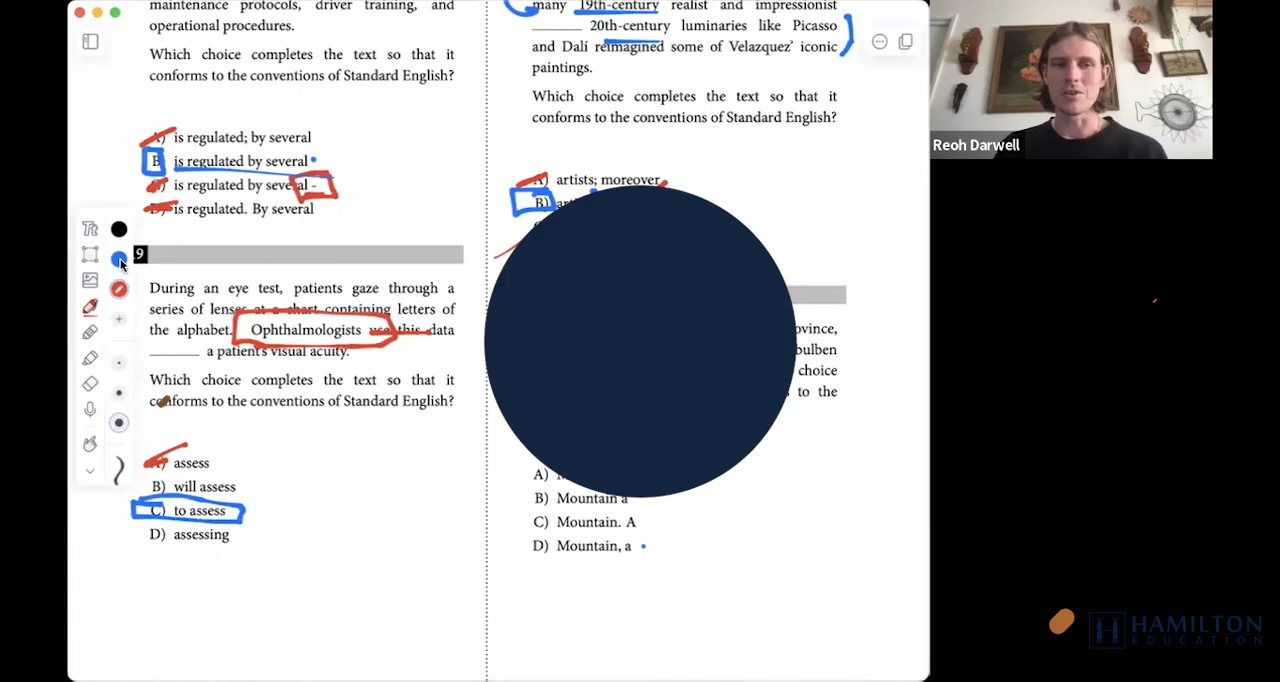 maintenance protocols, driver training, and
operational procedures.
Which choice completes the text so that it
conforms to the conventions of Standard English?
A) is regulated; by several
B) is regulated by several
C) is regulated by several -
D) is regulated. By several
9
During an eye test, patients gaze through a
series of lenses at a chart containing letters of
the alphabet. Ophthalmologists use this data
______ a patient's visual acuity.
Which choice completes the text so that it
conforms to the conventions of Standard English?
A) assess
B) will assess
C) to assess
D) assessing
many 19th-century realist and impressionist
______ 20th-century luminaries like Picasso
and Dalí reimagined some of Velazquez' iconic
paintings.
Which choice completes the text so that it
conforms to the conventions of Standard English?
A) artists; moreover,
B)
choice
to the
A)
B) Mountain a
C) Mountain. A
D) Mountain, a
Reoh Darwell
HAMILTON
EDUCATION